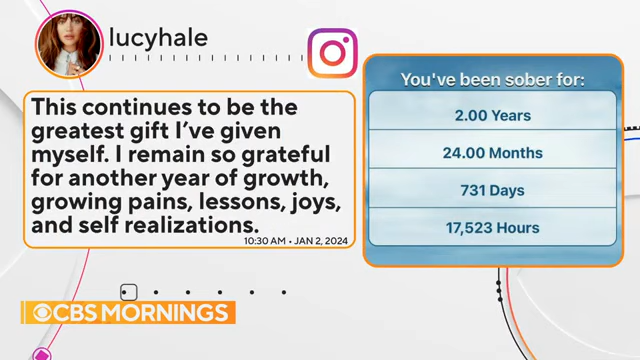 lucyhale
This continues to be the
greatest gift I've given
myself. I remain so grateful
for another year of growth,
growing pains, lessons, joys,
and self realizations.
10:30 AM • JAN 2, 2024
You've been sober for:
2.00 Years
24.00 Months
731 Days
17,523 Hours
CBS MORNINGS